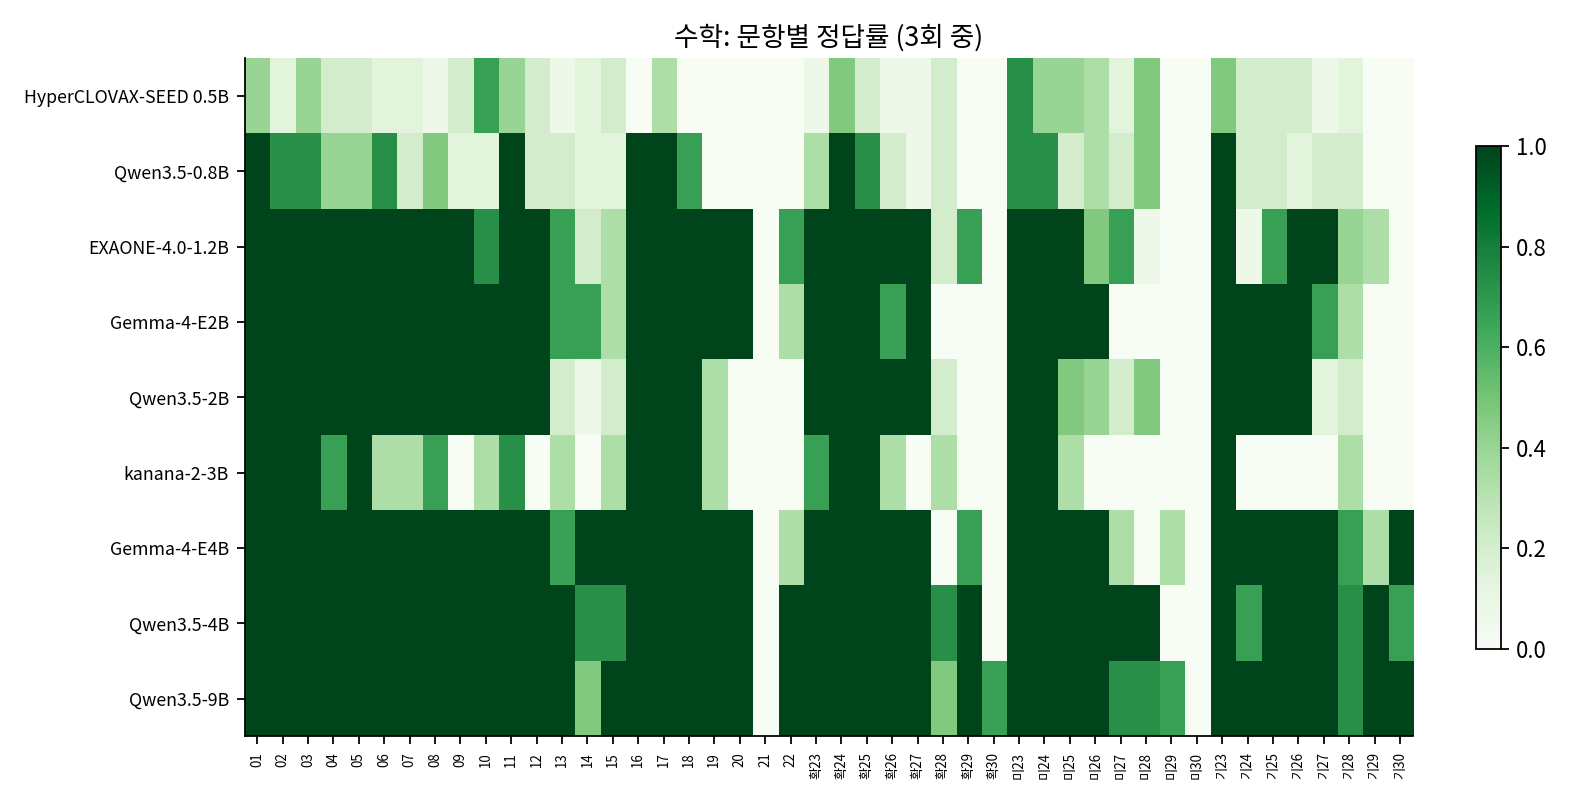 수학: 문항별 정답률 (3회 중)
HyperCLOVAX-SEED 0.5B
Qwen3.5-0.8B
EXAONE-4.0-1.2B
Gemma-4-E2B
Qwen3.5-2B
kanana-2-3B
Gemma-4-E4B
Qwen3.5-4B
Qwen3.5-9B
01 02 03 04 05 06 07 08 09 10 11 12 13 14 15 16 17 18 19 20 21 22 확23 확24 확25 확26 확27 확28 확29 확30 미23 미24 미25 미26 미27 미28 미29 미30 기23 기24 기25 기26 기27 기28 기29 기30
1.0
0.8
0.6
0.4
0.2
0.0